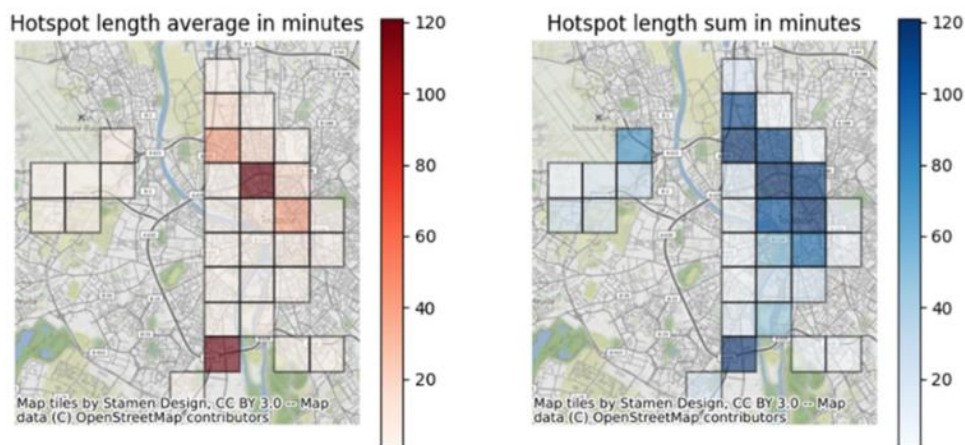 Hotspot length average in minutes
120
100
80
60
40
20
Map tiles by Stamen Design, CC BY 3.0 -- Map
data (C) OpenStreetMap contributors
Hotspot length sum in minutes
120
100
80
60
40
20
Map tiles by Stamen Design, CC BY 3.0 -- Map
data (C) OpenStreetMap contributors